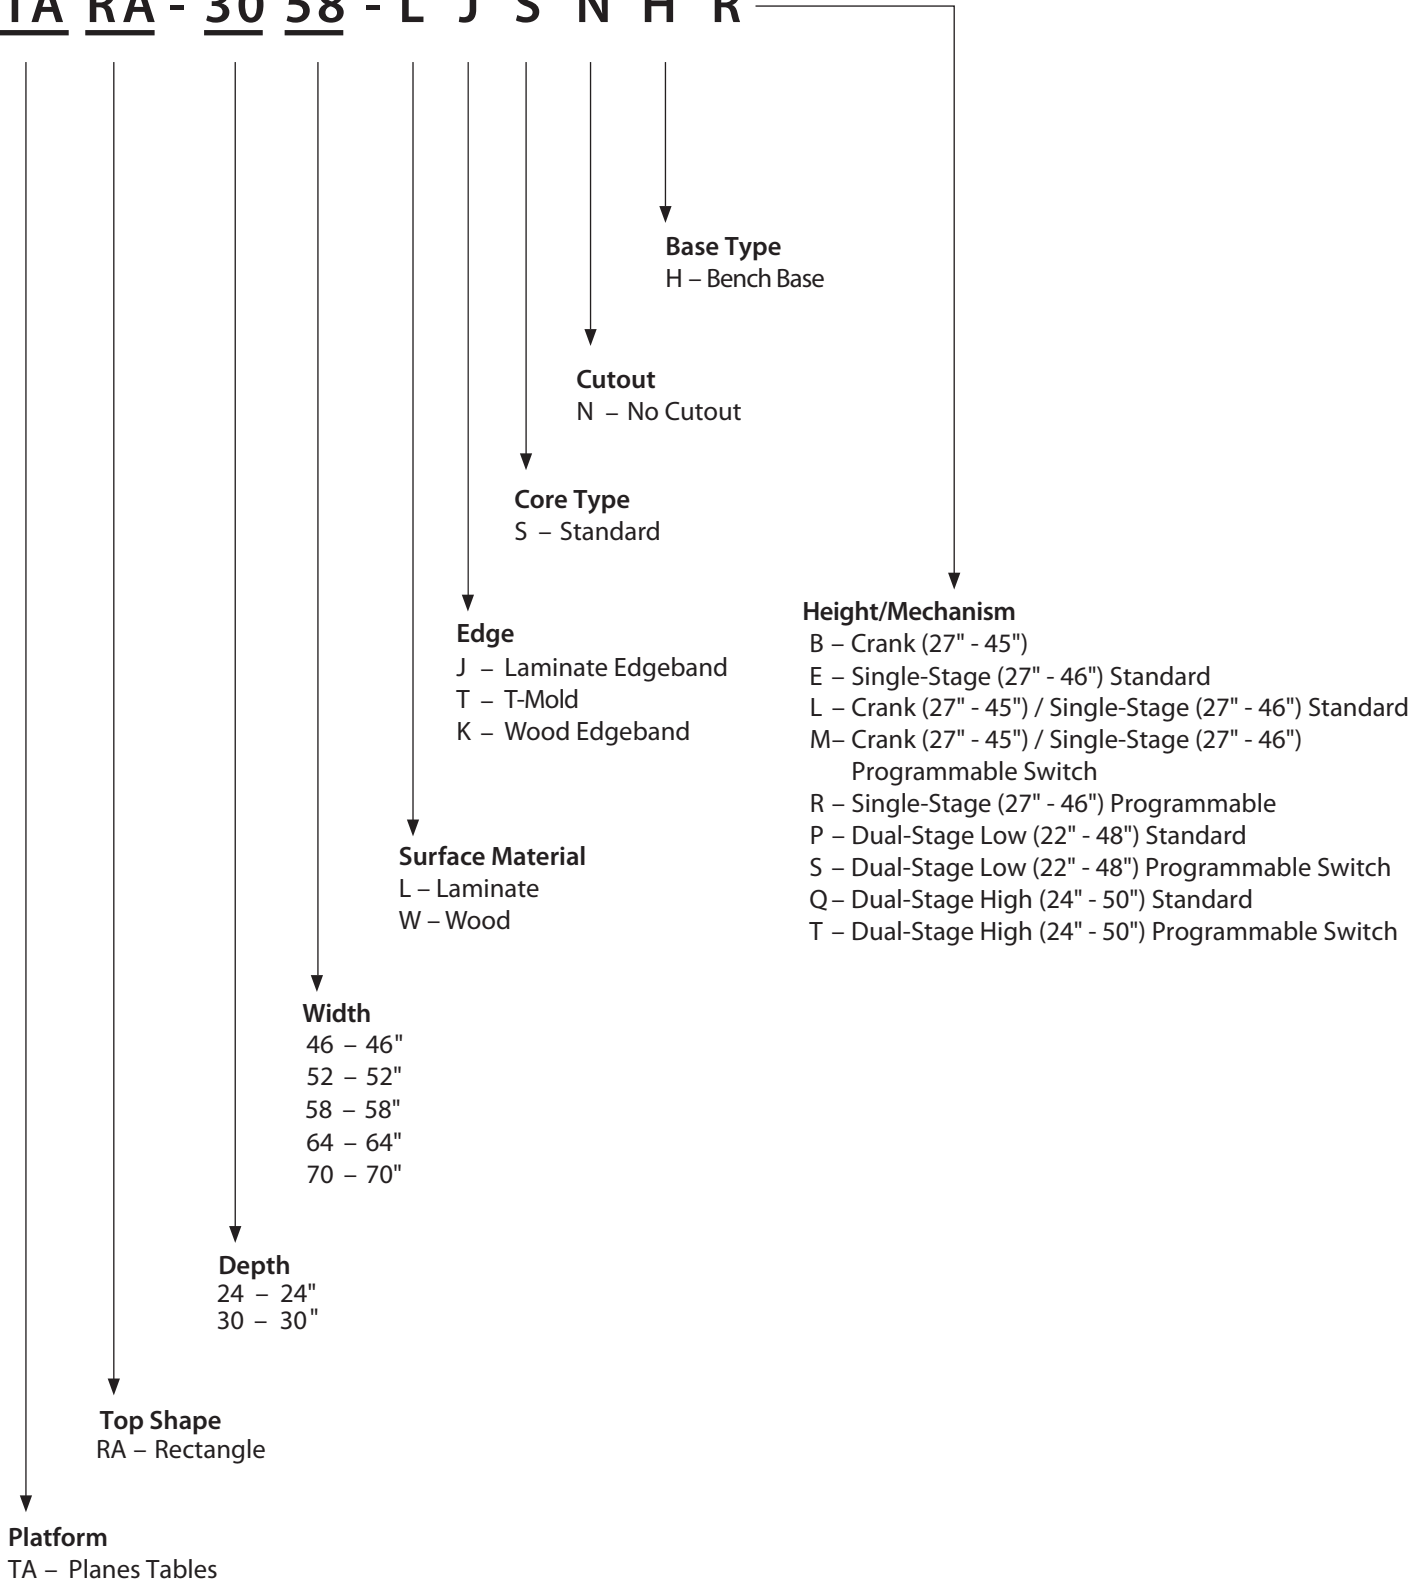 TA RA - 30 58 - L J S N H R
Base Type
H – Bench Base
Cutout
N – No Cutout
Core Type
S – Standard
Edge
J – Laminate Edgeband
T – T-Mold
K – Wood Edgeband
Height/Mechanism
B – Crank (27" - 45")
E – Single-Stage (27" - 46") Standard
L – Crank (27" - 45") / Single-Stage (27" - 46") Standard
M– Crank (27" - 45") / Single-Stage (27" - 46")
Programmable Switch
R – Single-Stage (27" - 46") Programmable
P – Dual-Stage Low (22" - 48") Standard
S – Dual-Stage Low (22" - 48") Programmable Switch
Q – Dual-Stage High (24" - 50") Standard
T – Dual-Stage High (24" - 50") Programmable Switch
Surface Material
L – Laminate
W – Wood
Width
46 – 46"
52 – 52"
58 – 58"
64 – 64"
70 – 70"
Depth
24 – 24"
30 – 30"
Top Shape
RA – Rectangle
Platform
TA – Planes Tables